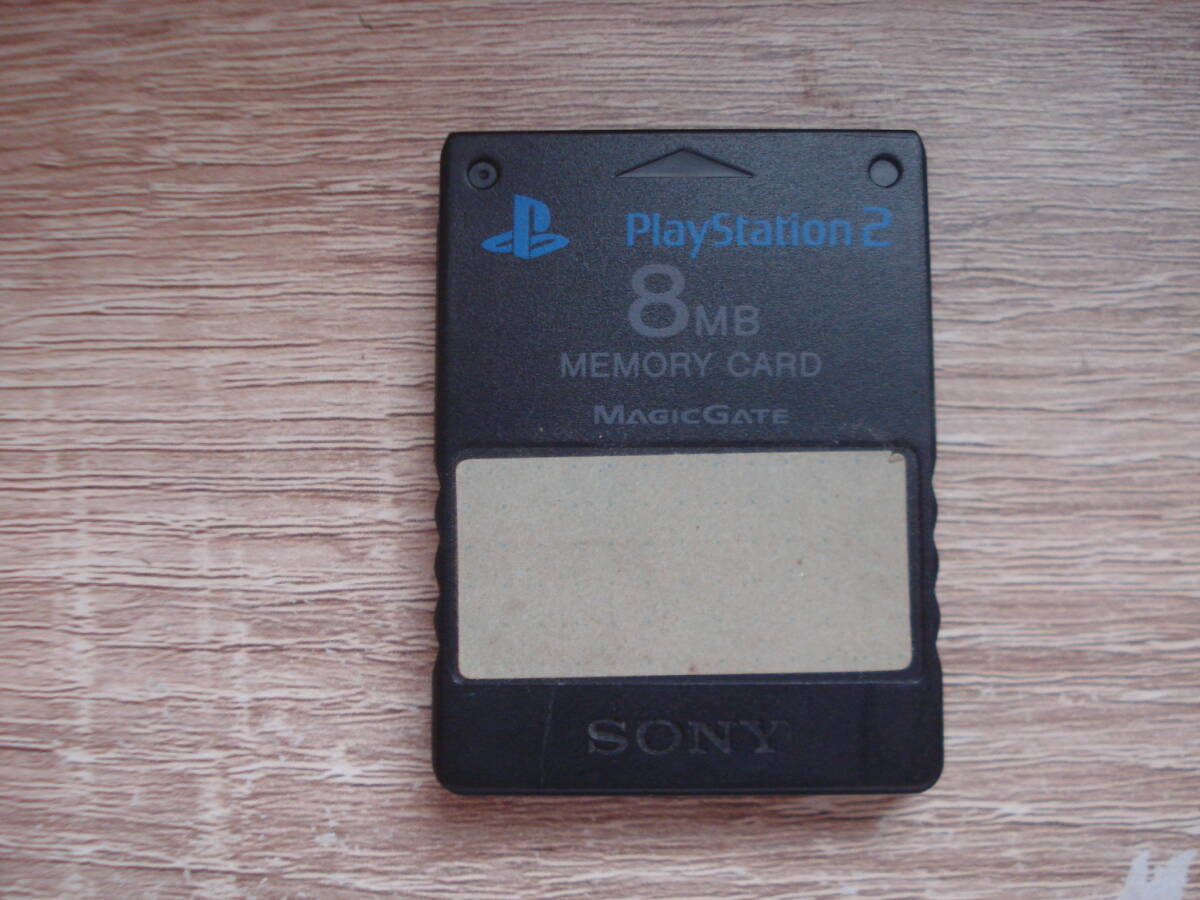 PlayStation 2
8MB
MEMORY CARD
MAGICGATE
SONY